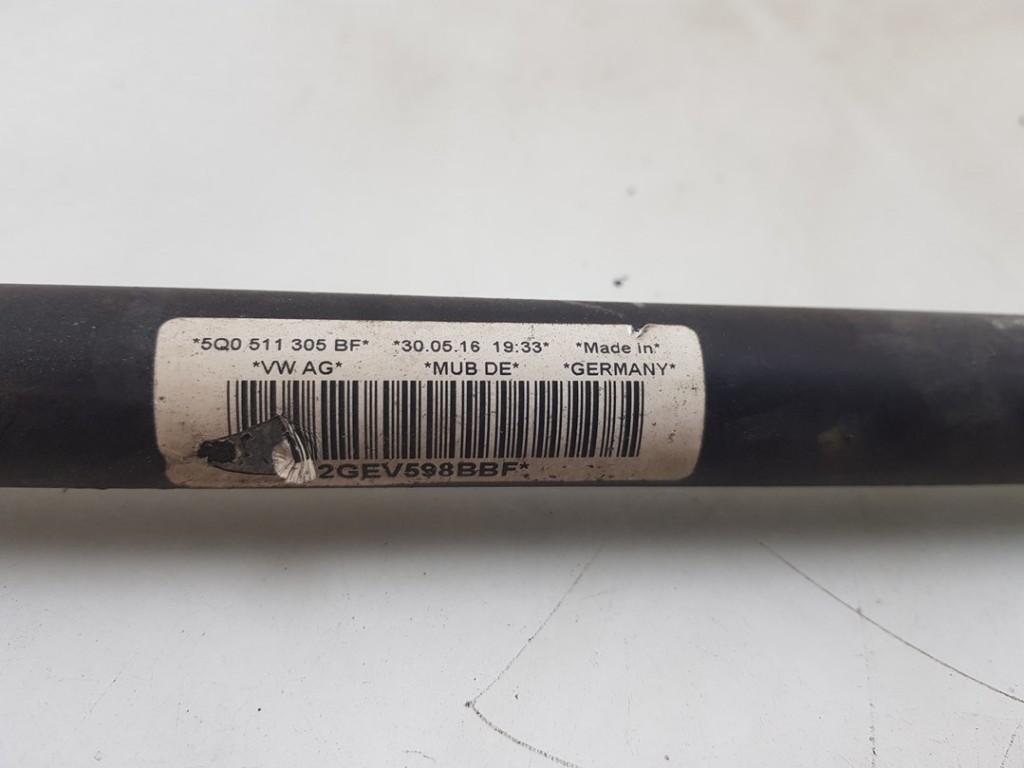 *5Q0 511 305 BF* *30.05.16 19:33* *Made in*
*VW AG* *MUB DE* *GERMANY*
2GEV598BBF*